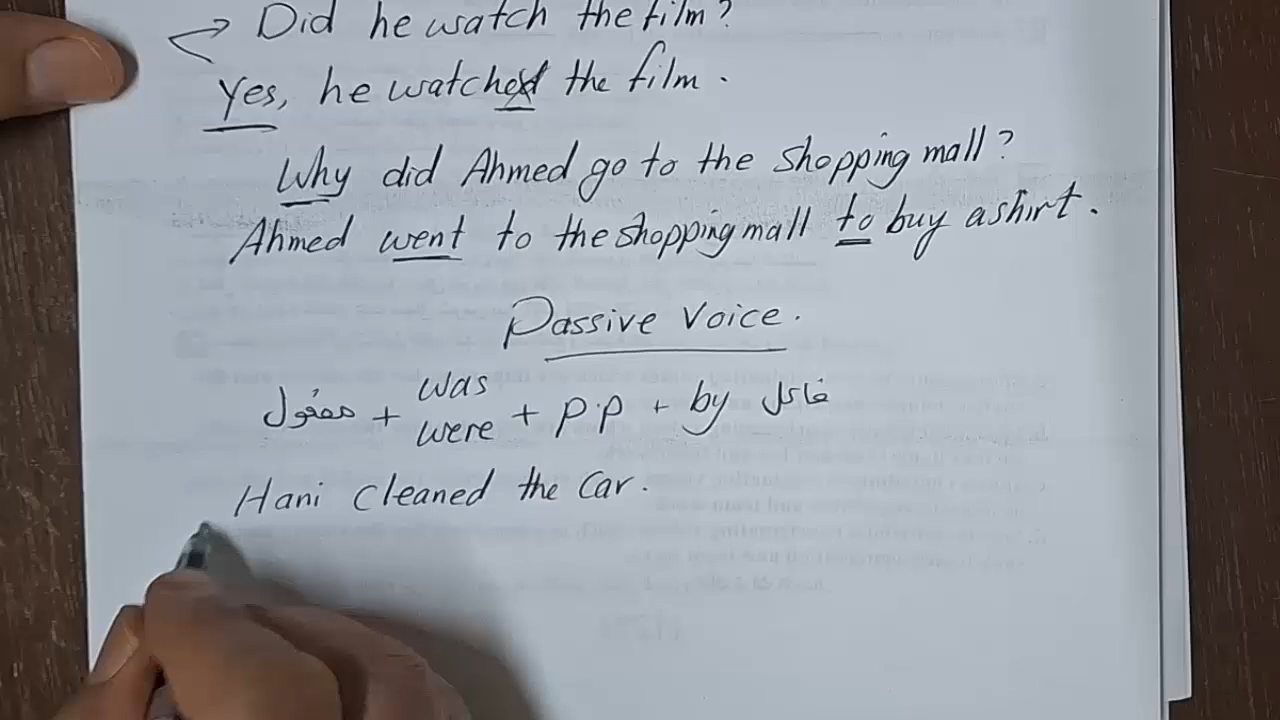 Did he watch the film?
Yes, he watched the film.
Why did Ahmed go to the shopping mall?
Ahmed went to the shopping mall to buy a shirt.
Passive Voice.
مفعول + was were + p.p + by فاعل
Hani cleaned the car.